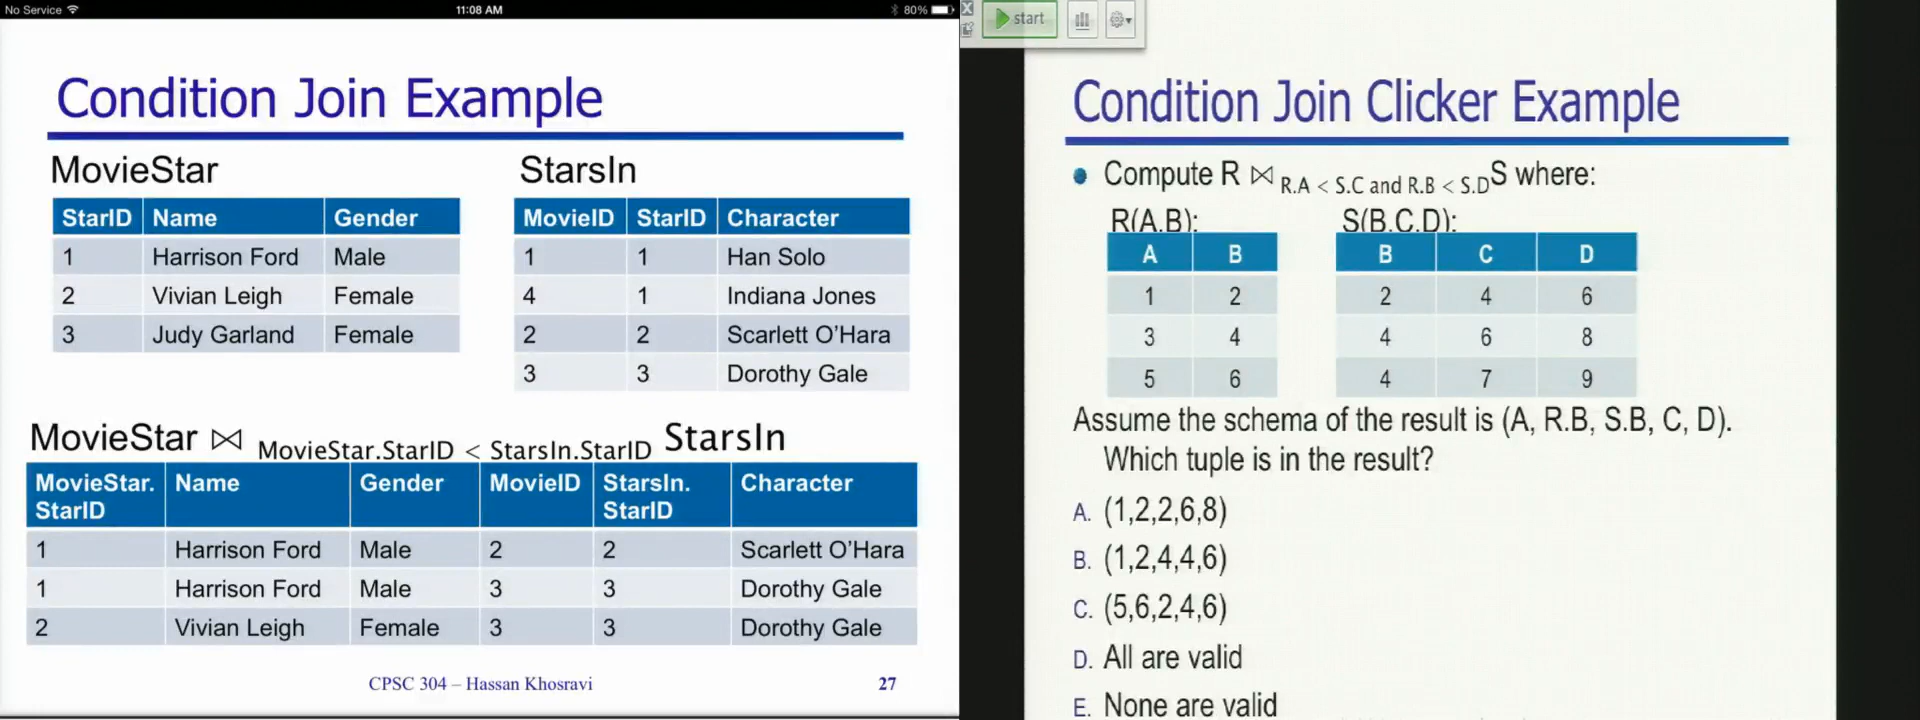 No Service 11:08 AM 80%
Condition Join Example
MovieStar
StarID Name Gender
1 Harrison Ford Male
2 Vivian Leigh Female
3 Judy Garland Female
StarsIn
MovieID StarID Character
1 1 Han Solo
4 1 Indiana Jones
2 2 Scarlett O'Hara
3 3 Dorothy Gale
MovieStar ⋈ MovieStar.StarID < StarsIn.StarID StarsIn
MovieStar. Name Gender MovieID StarsIn. Character
StarID StarID
1 Harrison Ford Male 2 2 Scarlett O'Hara
1 Harrison Ford Male 3 3 Dorothy Gale
2 Vivian Leigh Female 3 3 Dorothy Gale
CPSC 304 – Hassan Khosravi 27
start
Condition Join Clicker Example
• Compute R ⋈ R.A < S.C and R.B < S.D S where:
R(A,B): S(B,C,D):
A B
1 2
3 4
5 6
B C D
2 4 6
4 6 8
4 7 9
Assume the schema of the result is (A, R.B, S.B, C, D).
Which tuple is in the result?
A. (1,2,2,6,8)
B. (1,2,4,4,6)
C. (5,6,2,4,6)
D. All are valid
E. None are valid